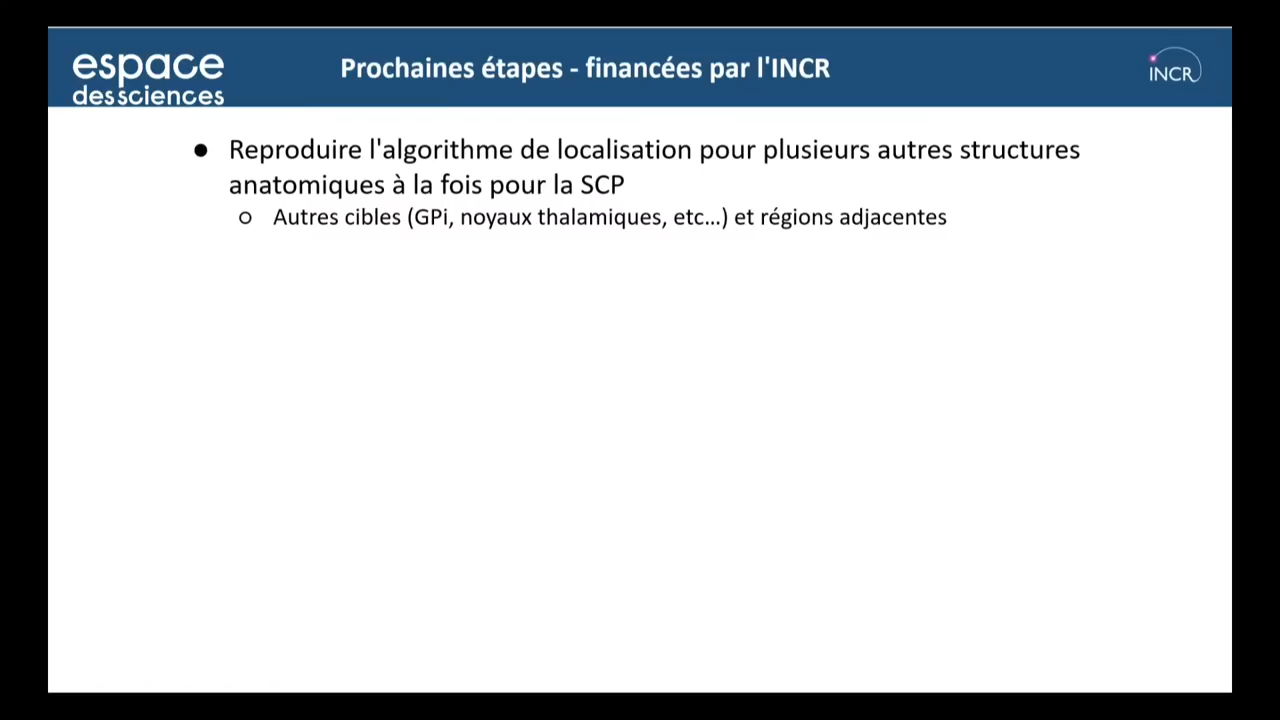 espace
des sciences
Prochaines étapes - financées par l'INCR
INCR
● Reproduire l'algorithme de localisation pour plusieurs autres structures
anatomiques à la fois pour la SCP
○ Autres cibles (GPi, noyaux thalamiques, etc…) et régions adjacentes